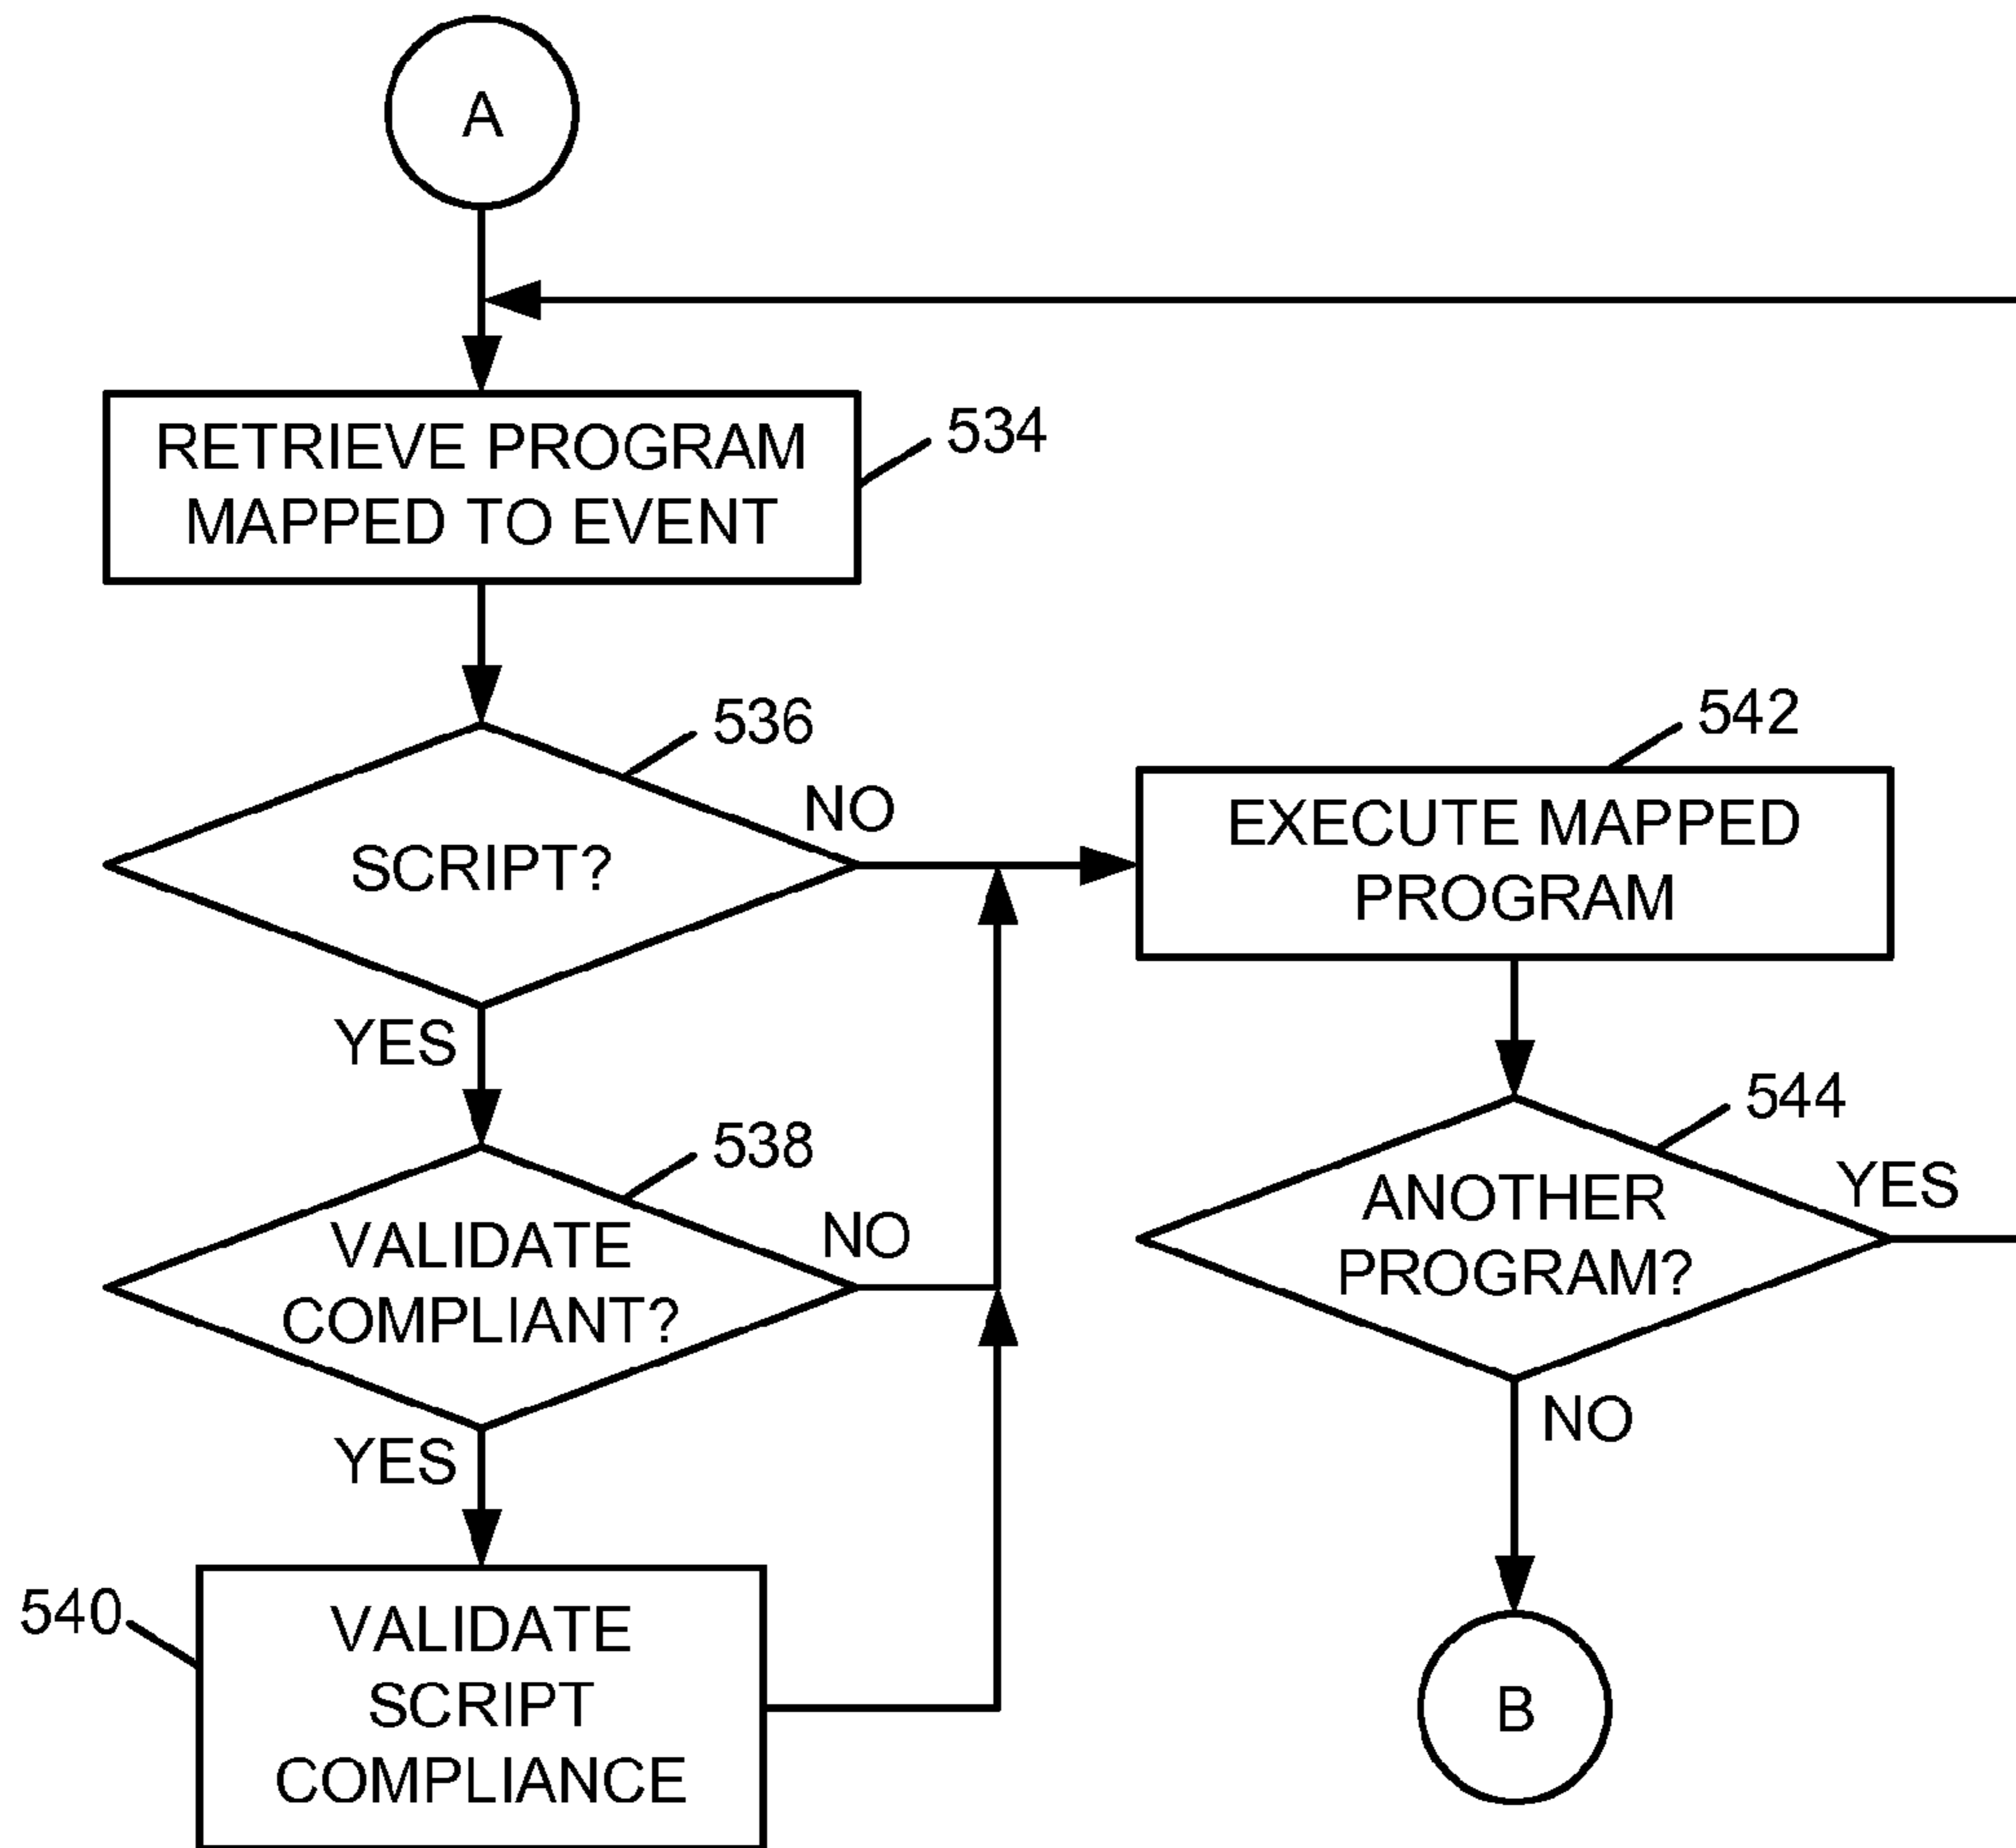 A
RETRIEVE PROGRAM
MAPPED TO EVENT
534
536
SCRIPT?
NO
YES
538
VALIDATE
COMPLIANT?
NO
YES
540
VALIDATE
SCRIPT
COMPLIANCE
542
EXECUTE MAPPED
PROGRAM
544
ANOTHER
PROGRAM?
YES
NO
B